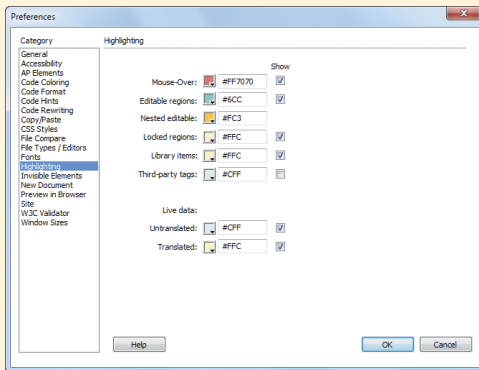 Preferences
Category
Highlighting
General
Accessibility
AP Elements
Code Coloring
Code Format
Code Hints
Code Rewriting
Copy/Paste
CSS Styles
File Compare
File Types / Editors
Fonts
Highlighting
Invisible Elements
New Document
Preview in Browser
Site
W3C Validator
Window Sizes
Show
Mouse-Over: #FF7070
Editable regions: #6CC
Nested editable: #FC3
Locked regions: #FFC
Library items: #FFC
Third-party tags: #CFF
Live data:
Untranslated: #CFF
Translated: #FFC
Help
OK
Cancel